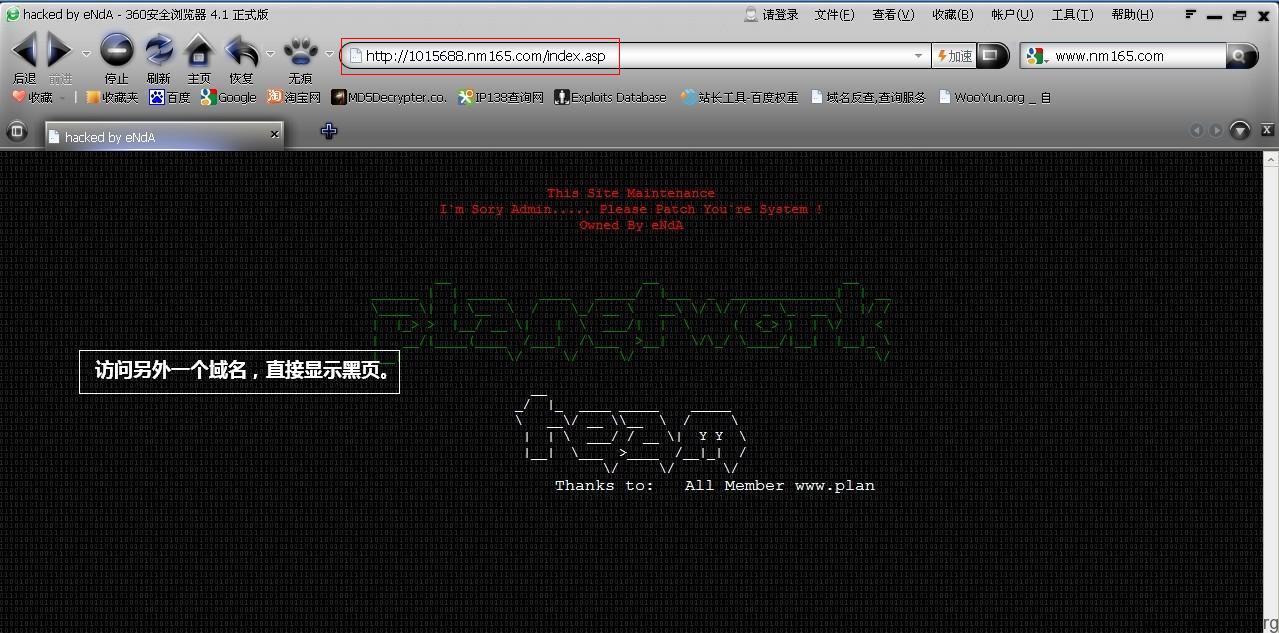 hacked by eNdA - 360安全浏览器 4.1 正式版
请登录 文件(F) 查看(V) 收藏(B) 帐户(U) 工具(T) 帮助(H)
http://1015688.nm165.com/index.asp 加速 www.nm165.com
后退 前进 停止 刷新 主页 恢复 无痕
收藏 收藏夹 百度 Google 淘宝网 MD5Decrypter.co. IP138查询网 Exploits Database 站长工具-百度权重 域名反查,查询服务 WooYun.org _ 自
hacked by eNdA
This Site Maintenance
I`m Sory Admin..... Please Patch You`re System !
Owned By eNdA
planetwork
访问另外一个域名，直接显示黑页。
team
Thanks to: All Member www.plan
rg